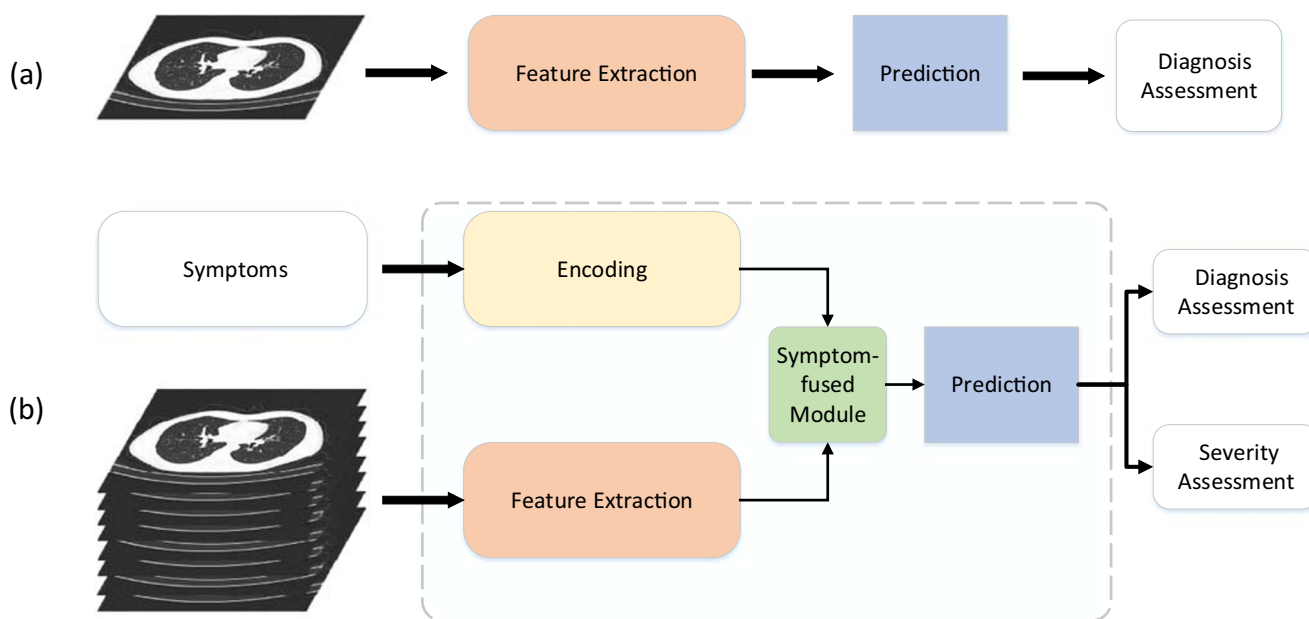 (a)
Feature Extraction
Prediction
Diagnosis
Assessment
(b)
Symptoms
Encoding
Symptom-
fused
Module
Prediction
Diagnosis
Assessment
Feature Extraction
Severity
Assessment